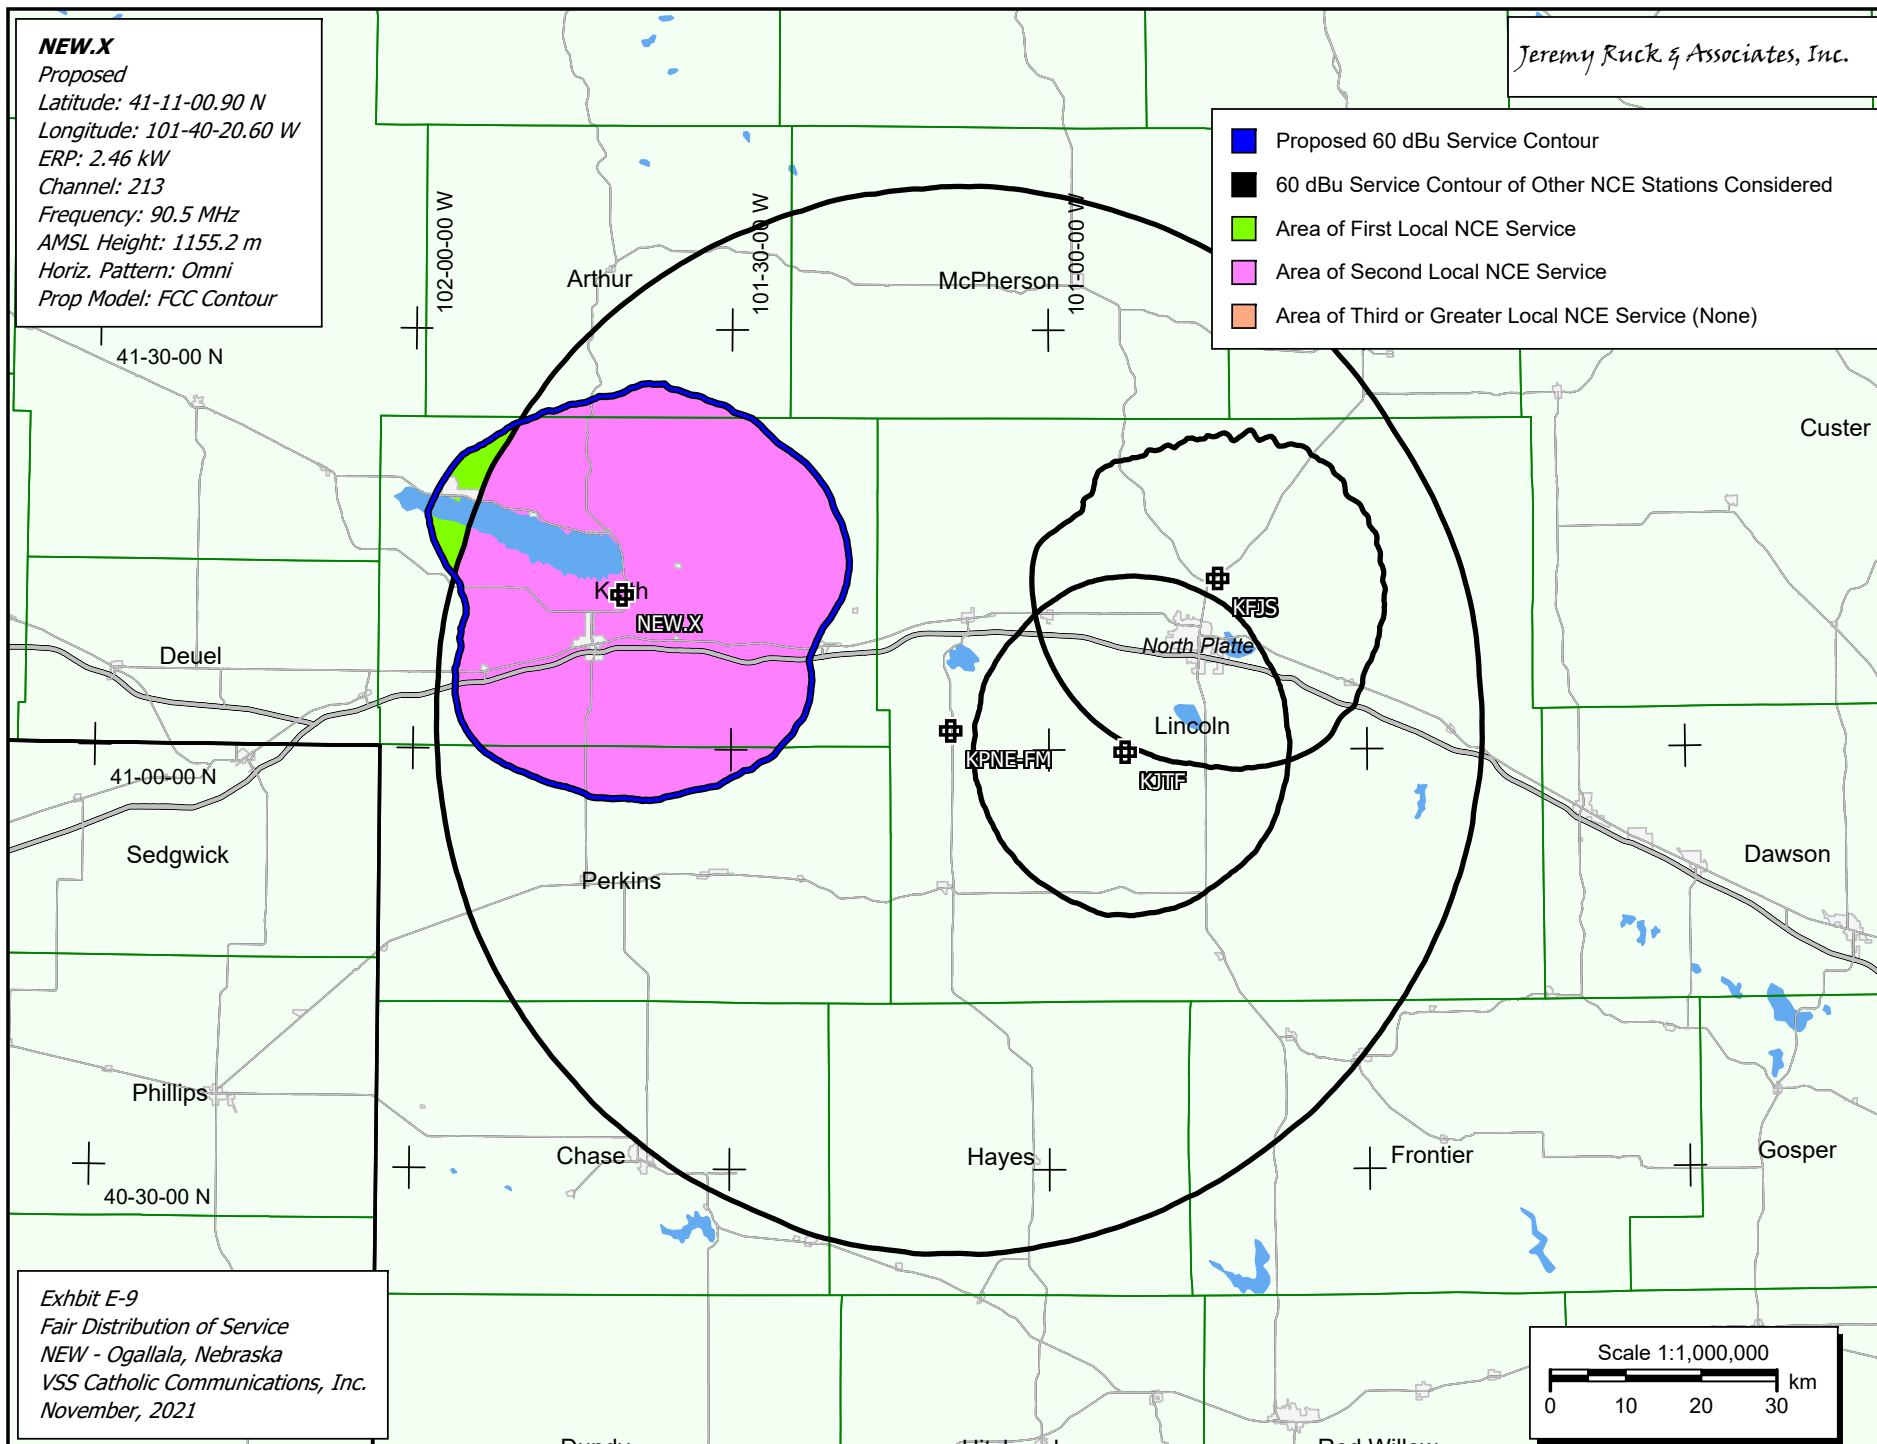 NEW.X
Proposed
Latitude: 41-11-00.90 N
Longitude: 101-40-20.60 W
ERP: 2.46 kW
Channel: 213
Frequency: 90.5 MHz
AMSL Height: 1155.2 m
Horiz. Pattern: Omni
Prop Model: FCC Contour
Jeremy Ruck & Associates, Inc.
Proposed 60 dBu Service Contour
60 dBu Service Contour of Other NCE Stations Considered
Area of First Local NCE Service
Area of Second Local NCE Service
Area of Third or Greater Local NCE Service (None)
102-00-00 W
101-30-00 W
101-00-00 W
Arthur
McPherson
41-30-00 N
Custer
NEW.X
KFJS
North Platte
Deuel
Lincoln
KPNE-FM
KJTF
41-00-00 N
Sedgwick
Perkins
Dawson
Phillips
Chase
Hayes
Frontier
Gosper
40-30-00 N
Exhbit E-9
Fair Distribution of Service
NEW - Ogallala, Nebraska
VSS Catholic Communications, Inc.
November, 2021
Scale 1:1,000,000
km
0 10 20 30